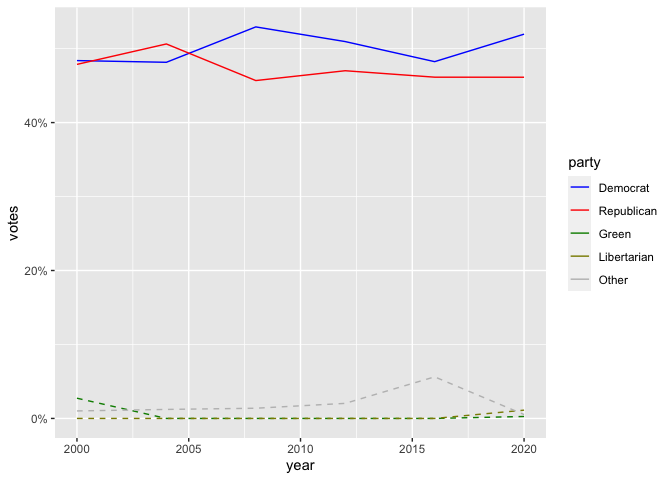 votes
40%
20%
0%
2000
2005
2010
2015
2020
year
party
Democrat
Republican
Green
Libertarian
Other